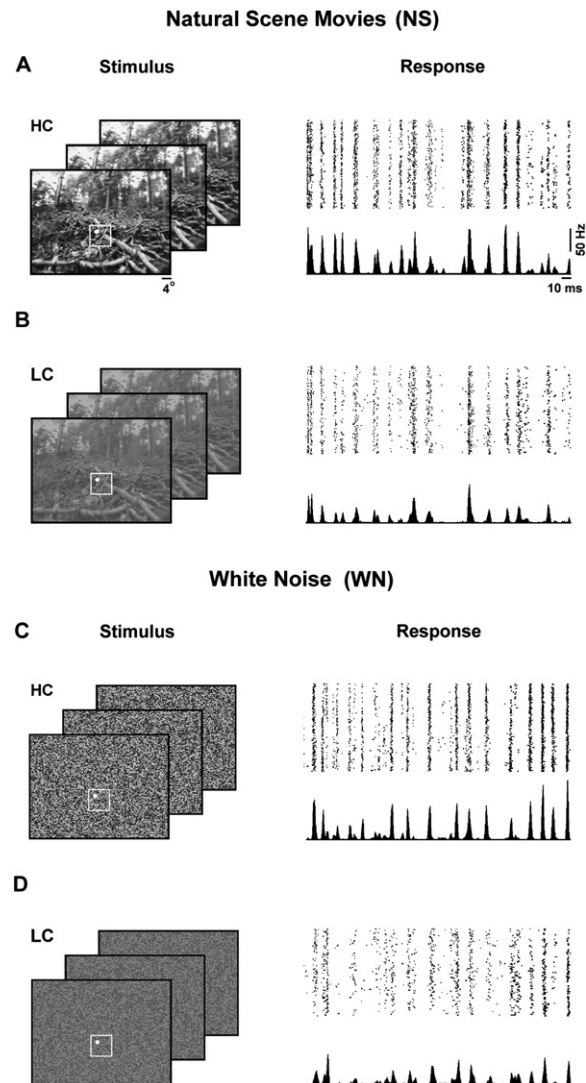 Natural Scene Movies (NS)
A
Stimulus
Response
HC
4°
50 Hz
10 ms
B
LC
White Noise (WN)
C
Stimulus
Response
HC
D
LC